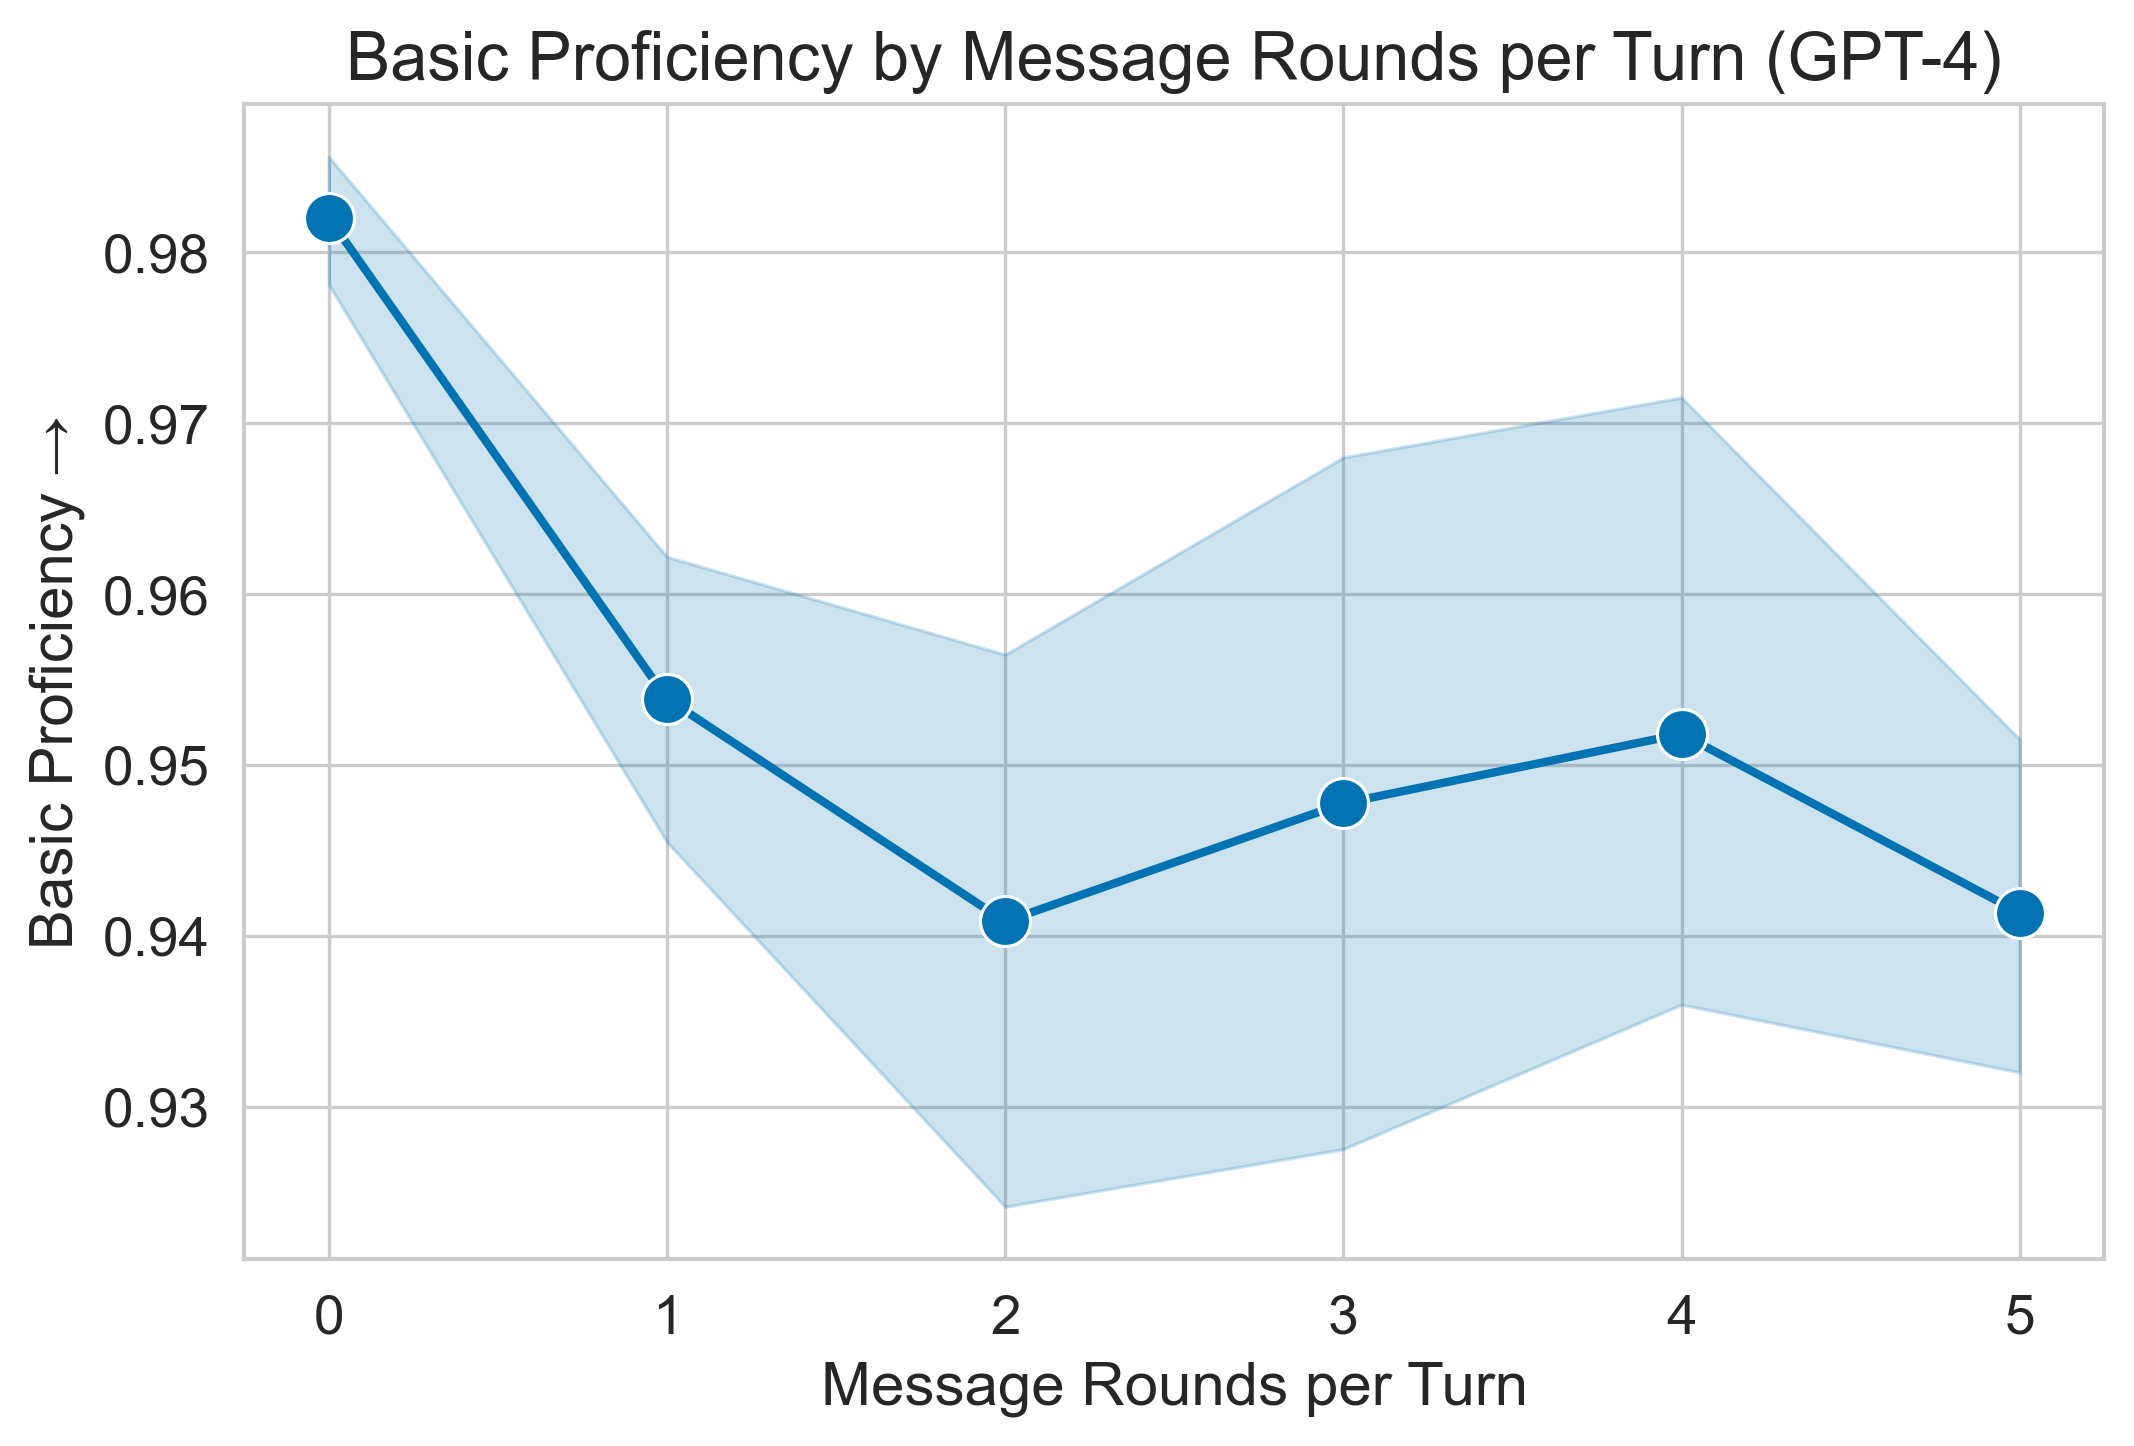 Basic Proficiency by Message Rounds per Turn (GPT-4)
Basic Proficiency →
0.98
0.97
0.96
0.95
0.94
0.93
0 1 2 3 4 5
Message Rounds per Turn